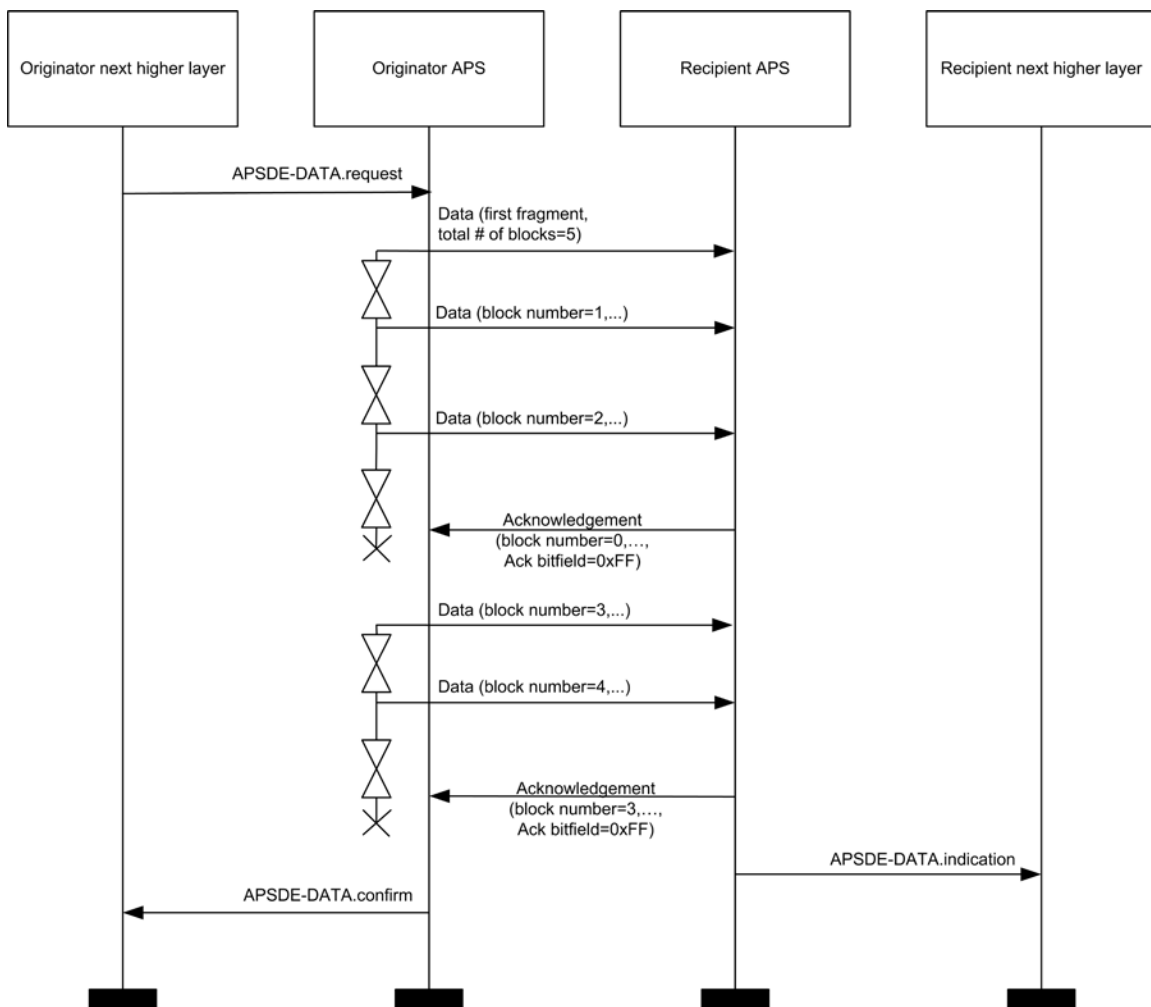 Originator next higher layer
Originator APS
Recipient APS
Recipient next higher layer
APSDE-DATA.request
Data (first fragment,
total # of blocks=5)
Data (block number=1,...)
Data (block number=2,...)
Acknowledgement
(block number=0,…,
Ack bitfield=0xFF)
Data (block number=3,...)
Data (block number=4,...)
Acknowledgement
(block number=3,…,
Ack bitfield=0xFF)
APSDE-DATA.indication
APSDE-DATA.confirm